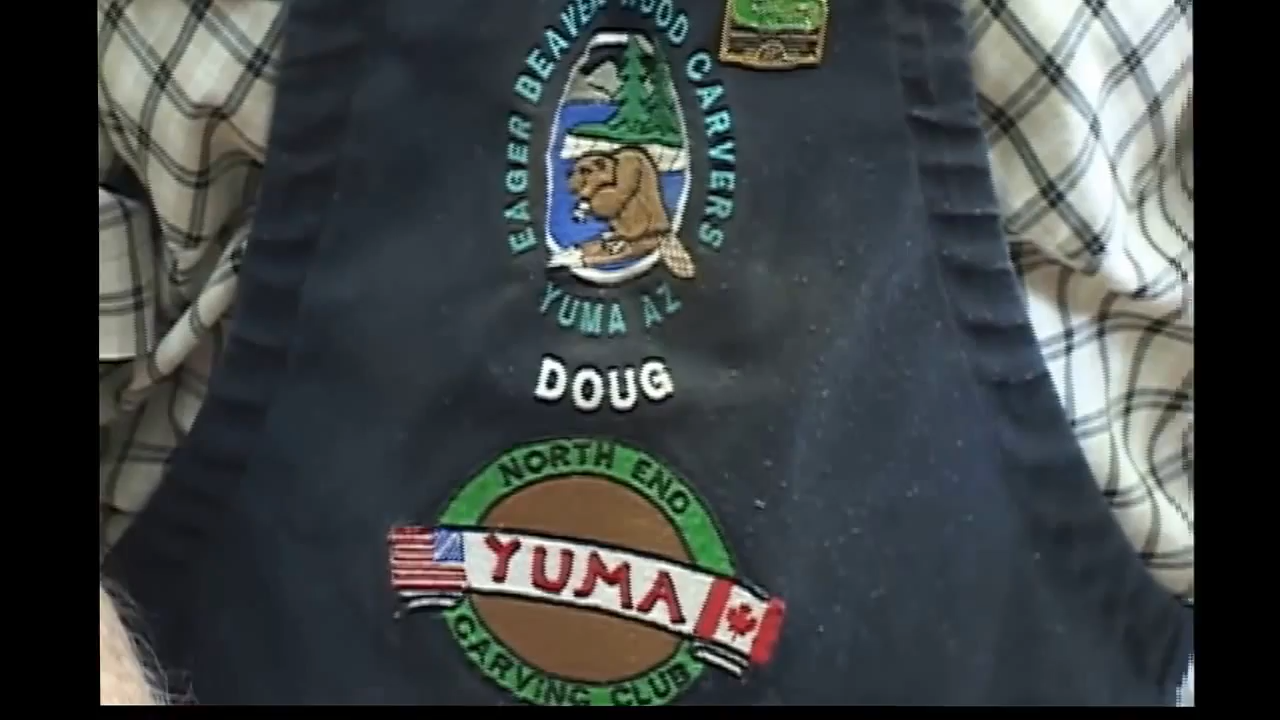 EAGER BEAVER WOOD CARVERS
YUMA AZ
DOUG
NORTH END
YUMA
CARVING CLUB